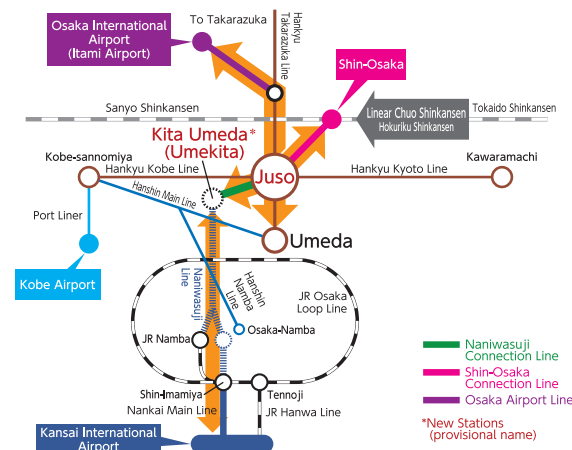 To Takarazuka
Hankyu
Takarazuka Line
Osaka International
Airport
(Itami Airport)
Shin-Osaka
Sanyo Shinkansen
Linear Chuo Shinkansen
Hokuriku Shinkansen
Tokaido Shinkansen
Kita Umeda*
(Umekita)
Kobe-sannomiya
Hankyu Kobe Line
Juso
Hankyu Kyoto Line
Kawaramachi
Hanshin Main Line
Port Liner
Umeda
Kobe Airport
Naniwasuji
Line
Hanshin
Namba
Line
JR Osaka
Loop Line
Osaka-Namba
JR Namba
Shin-Imamiya
Tennoji
Nankai Main Line
JR Hanwa Line
Kansai International
Airport
Naniwasuji
Connection Line
Shin-Osaka
Connection Line
Osaka Airport Line
*New Stations
(provisional name)